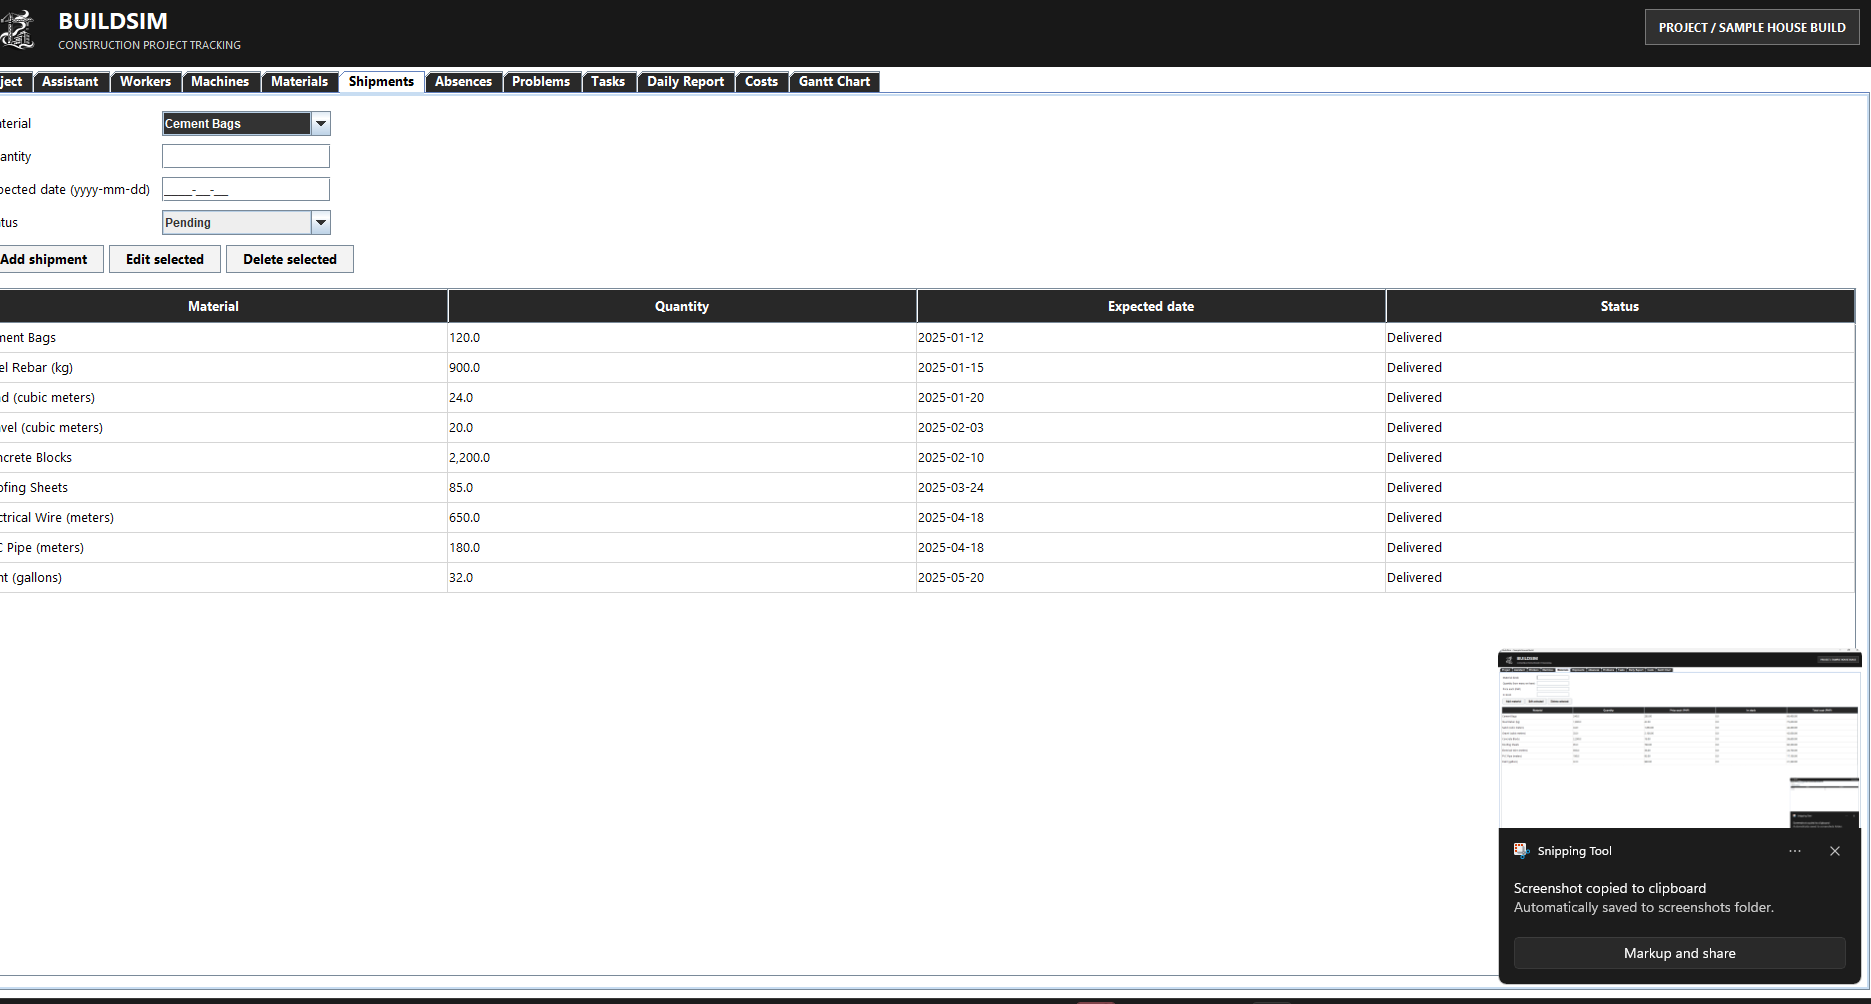 BUILDSIM
CONSTRUCTION PROJECT TRACKING
PROJECT / SAMPLE HOUSE BUILD
ject Assistant Workers Machines Materials Shipments Absences Problems Tasks Daily Report Costs Gantt Chart
terial Cement Bags
antity
ected date (yyyy-mm-dd) ____-__-__
tus Pending
Add shipment Edit selected Delete selected
Material Quantity Expected date Status
ment Bags 120.0 2025-01-12 Delivered
el Rebar (kg) 900.0 2025-01-15 Delivered
d (cubic meters) 24.0 2025-01-20 Delivered
vel (cubic meters) 20.0 2025-02-03 Delivered
crete Blocks 2,200.0 2025-02-10 Delivered
fing Sheets 85.0 2025-03-24 Delivered
ctrical Wire (meters) 650.0 2025-04-18 Delivered
C Pipe (meters) 180.0 2025-04-18 Delivered
nt (gallons) 32.0 2025-05-20 Delivered
BUILDSIM
Snipping Tool
Screenshot copied to clipboard
Automatically saved to screenshots folder.
Markup and share